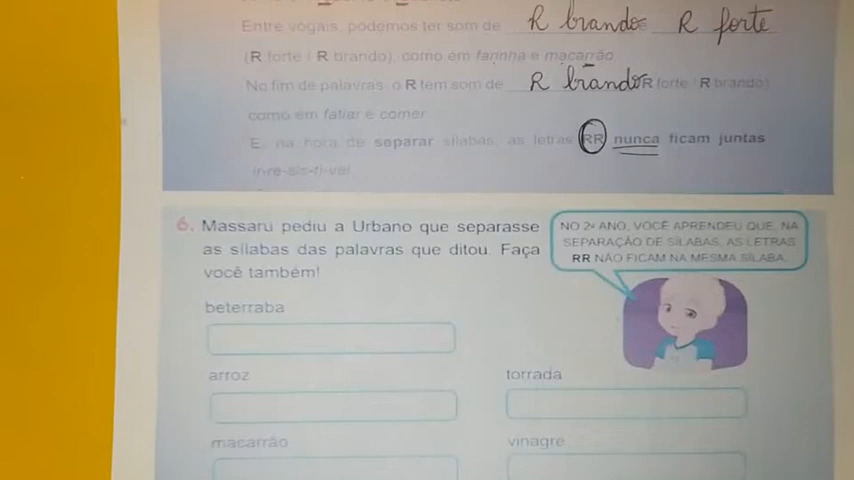 Entre vogais, podemos ter som de R brando e R forte
(R forte / R brando), como em farinha e macarrão.
No fim de palavras, o R tem som de R brando (R forte / R brando)
como em fatiar e comer.
E, na hora de separar sílabas, as letras RR nunca ficam juntas
ir-re-sis-tí-vel
6. Massaru pediu a Urbano que separasse
as sílabas das palavras que ditou. Faça
você também!
NO 2º ANO, VOCÊ APRENDEU QUE, NA
SEPARAÇÃO DE SÍLABAS, AS LETRAS
RR NÃO FICAM NA MESMA SÍLABA.
beterraba
arroz
torrada
macarrão
vinagre